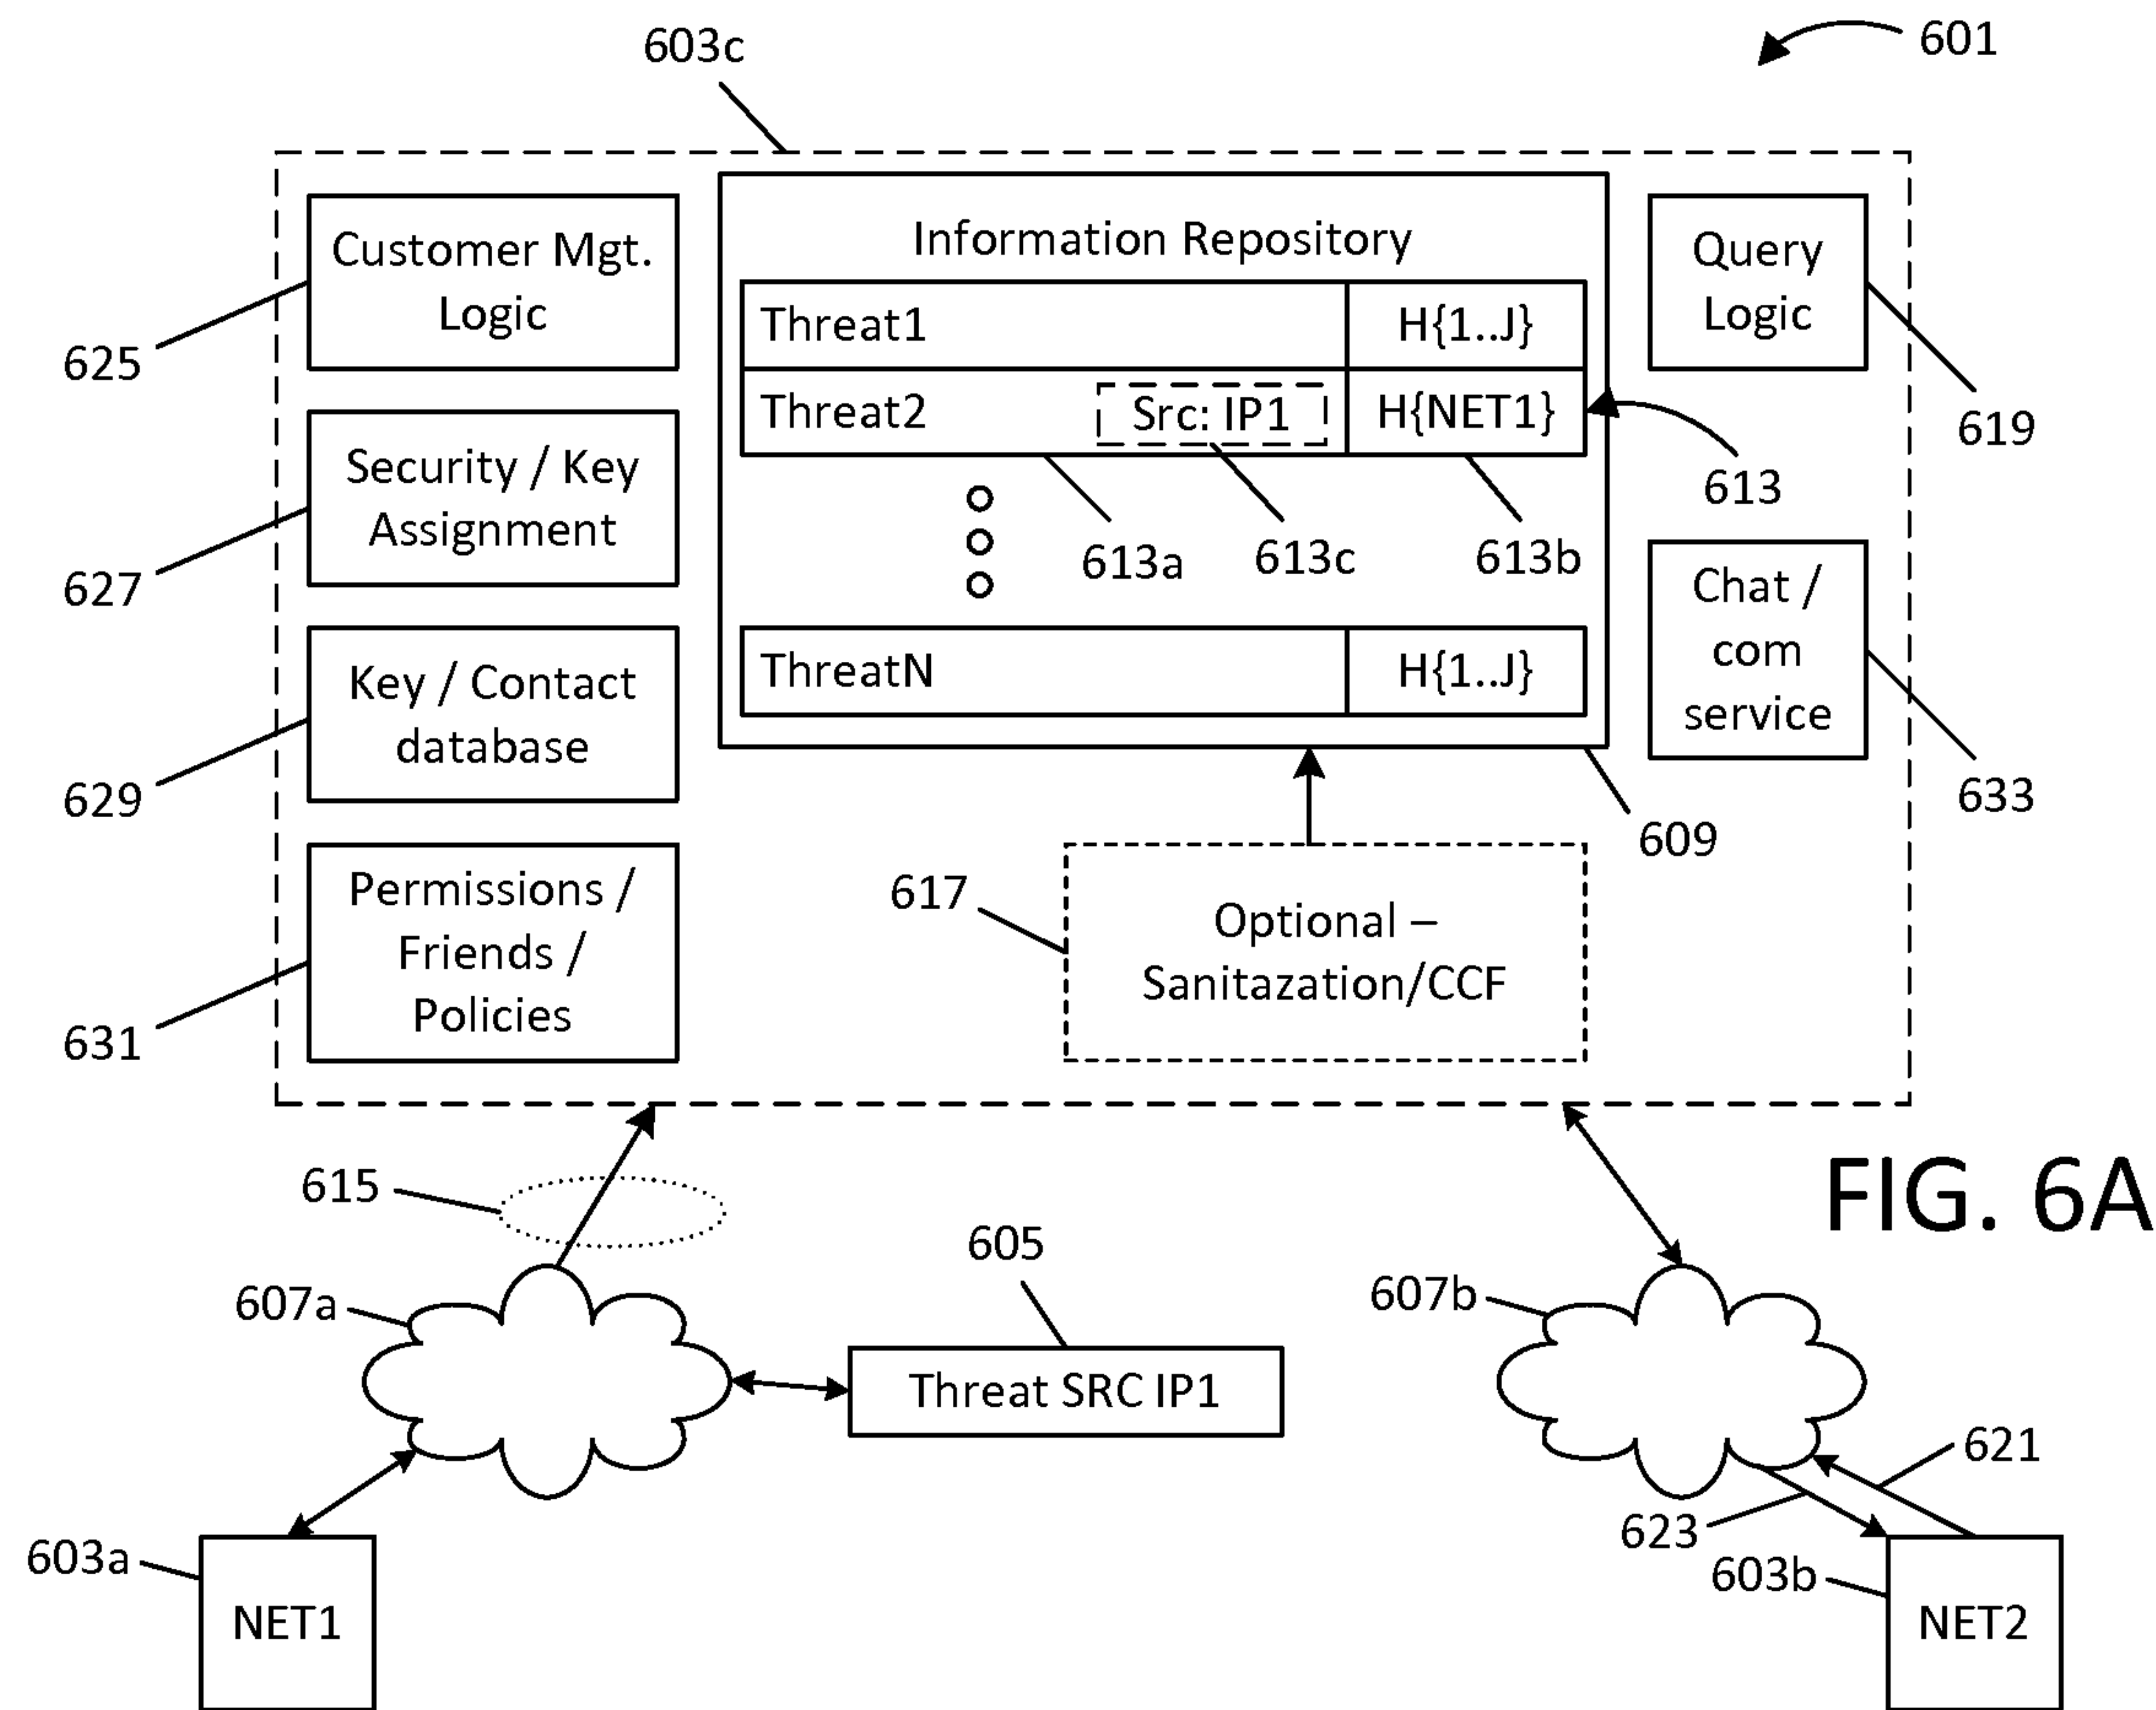 603c
601
Customer Mgt.
Logic
625
Security / Key
Assignment
627
Key / Contact
database
629
Permissions /
Friends /
Policies
631
Information Repository
Threat1
H{1..J}
Threat2
Src: IP1
H{NET1}
613a
613c
613b
613
ThreatN
H{1..J}
609
Query
Logic
619
Chat /
com
service
633
617
Optional –
Sanitazation/CCF
FIG. 6A
615
605
607a
607b
Threat SRC IP1
621
623
603a
603b
NET1
NET2